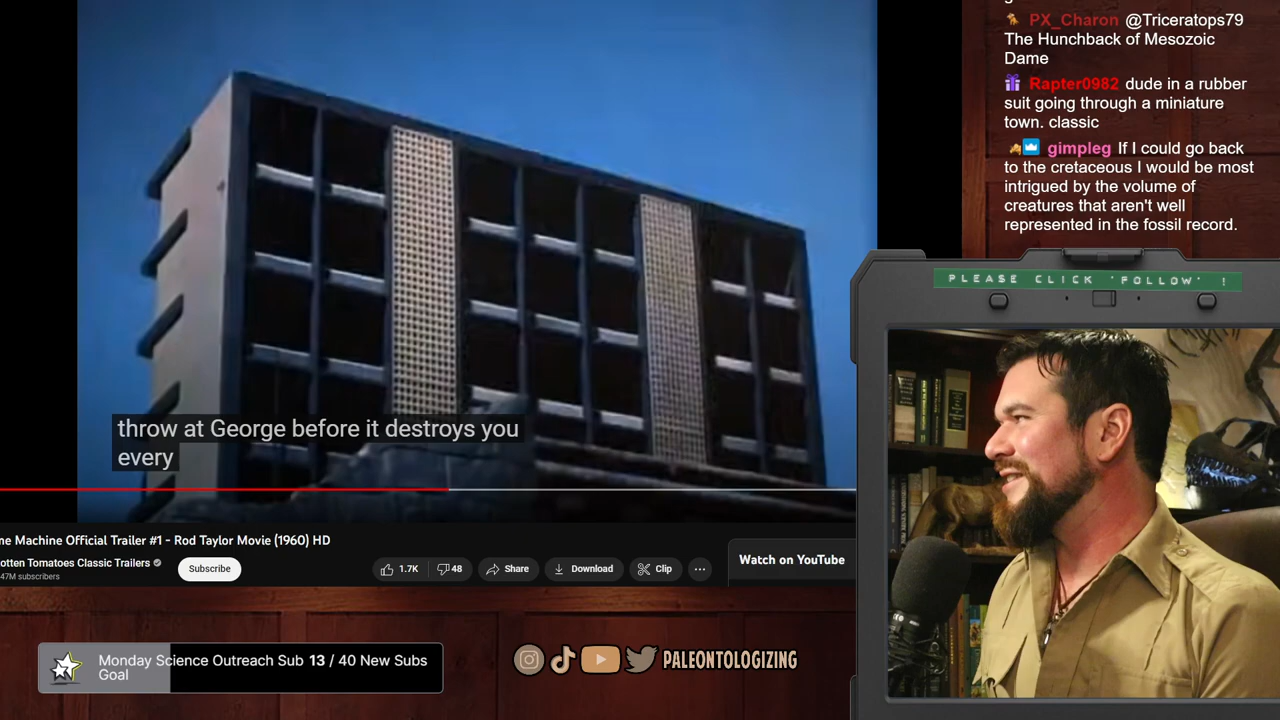 PX_Charon @Triceratops79
The Hunchback of Mesozoic
Dame
Rapter0982 dude in a rubber
suit going through a miniature
town. classic
gimpleg If I could go back
to the cretaceous I would be most
intrigued by the volume of
creatures that aren't well
represented in the fossil record.
PLEASE CLICK "FOLLOW" !
throw at George before it destroys you
every
me Machine Official Trailer #1 - Rod Taylor Movie (1960) HD
otten Tomatoes Classic Trailers
47M subscribers
Subscribe
1.7K
48
Share
Download
Clip
Watch on YouTube
Monday Science Outreach Sub 13 / 40 New Subs
Goal
PALEONTOLOGIZING